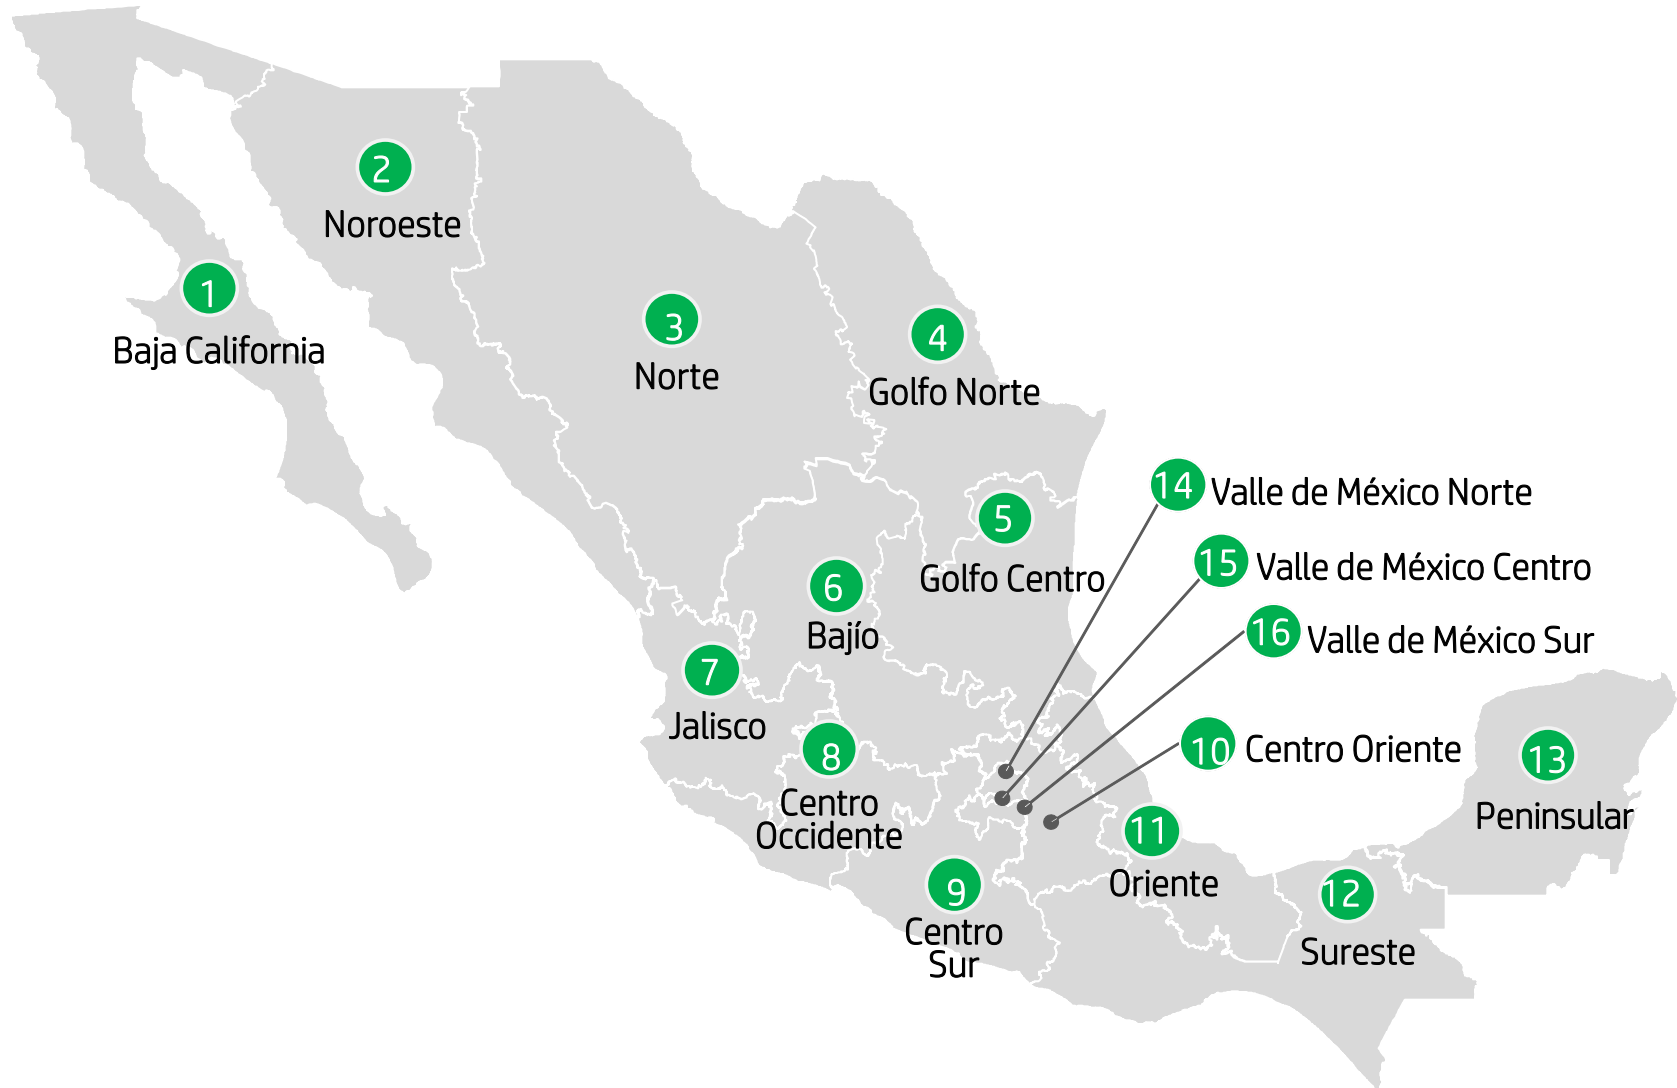 1
Baja California
2
Noroeste
3
Norte
4
Golfo Norte
5
Golfo Centro
6
Bajío
7
Jalisco
8
Centro
Occidente
9
Centro
Sur
14 Valle de México Norte
15 Valle de México Centro
16 Valle de México Sur
10 Centro Oriente
11
Oriente
12
Sureste
13
Peninsular